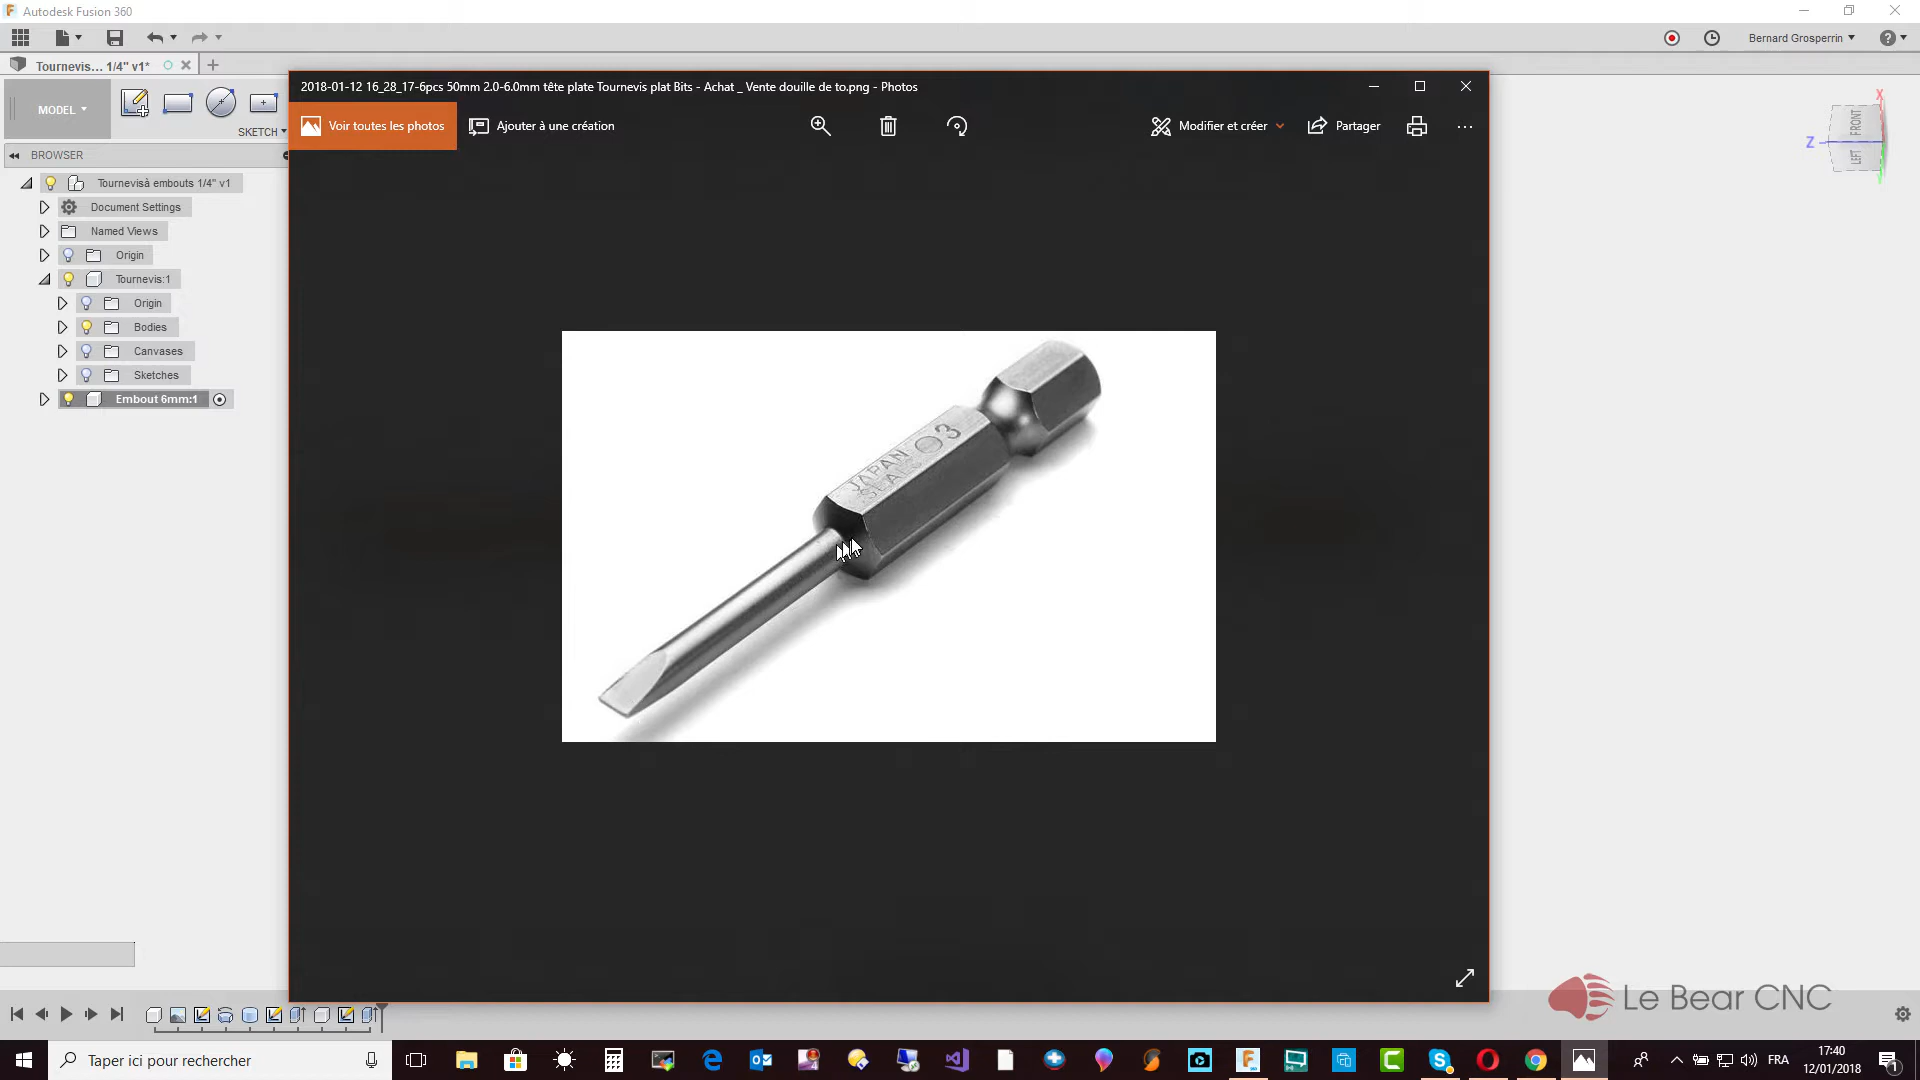 Autodesk Fusion 360
Bernard Grosperrin
Tournevis... 1/4" v1*
2018-01-12 16_28_17-6pcs 50mm 2.0-6.0mm tête plate Tournevis plat Bits - Achat _ Vente douille de to.png - Photos
MODEL
SKETCH
Voir toutes les photos
Ajouter à une création
Modifier et créer
Partager
X
FRONT
Z
LEFT
Y
BROWSER
Tournevisà embouts 1/4" v1
Document Settings
Named Views
Origin
Tournevis:1
Origin
Bodies
Canvases
Sketches
Embout 6mm:1
JAPAN 3
Le Bear CNC
Taper ici pour rechercher
FRA
17:40
12/01/2018
1